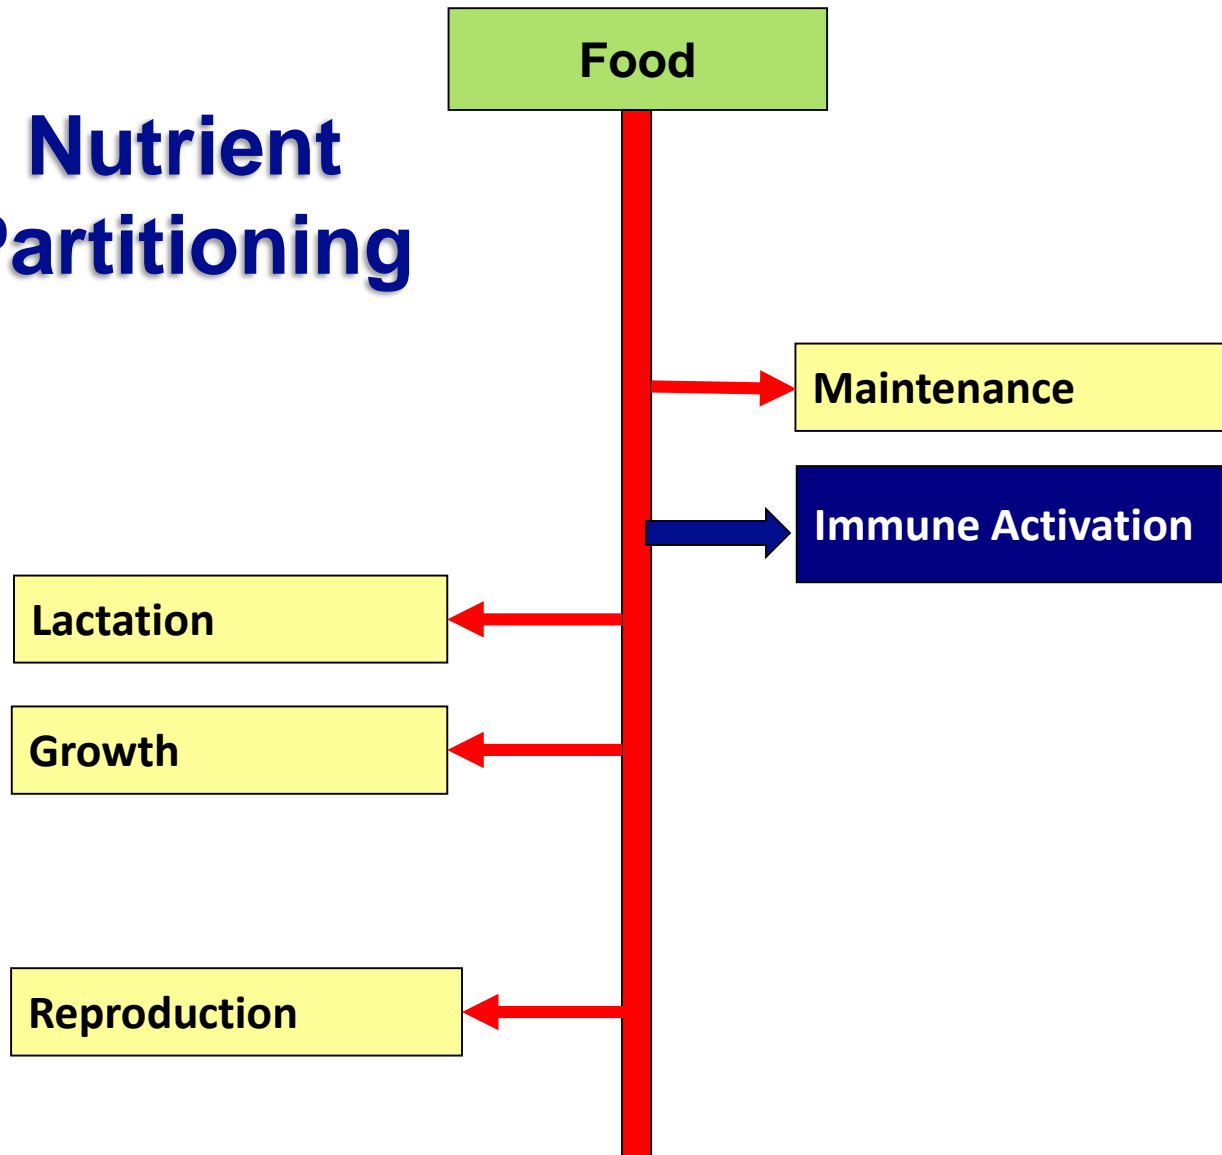 Food
Nutrient
Partitioning
Maintenance
Immune Activation
Lactation
Growth
Reproduction